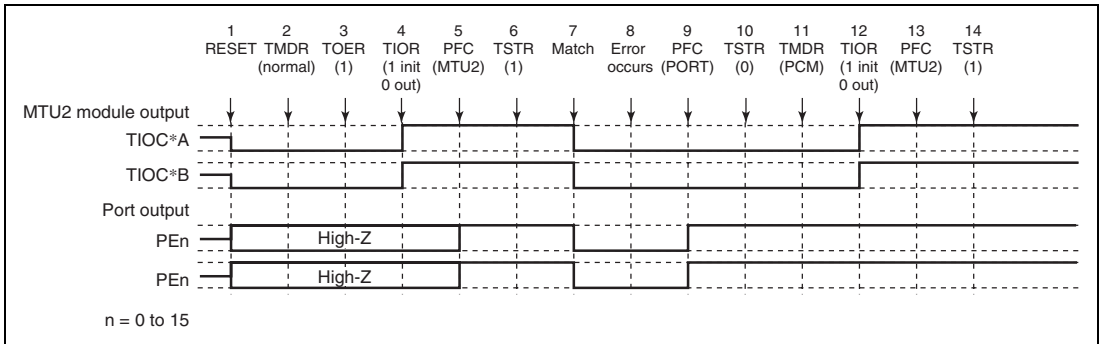 1 2 3 4 5 6 7 8 9 10 11 12 13 14
RESET TMDR TOER TIOR PFC TSTR Match Error PFC TSTR TMDR TIOR PFC TSTR
(normal) (1) (1 init (MTU2) (1) occurs (PORT) (0) (PCM) (1 init (MTU2) (1)
0 out) 0 out)
MTU2 module output
TIOC*A
TIOC*B
Port output
PEn High-Z
PEn High-Z
n = 0 to 15